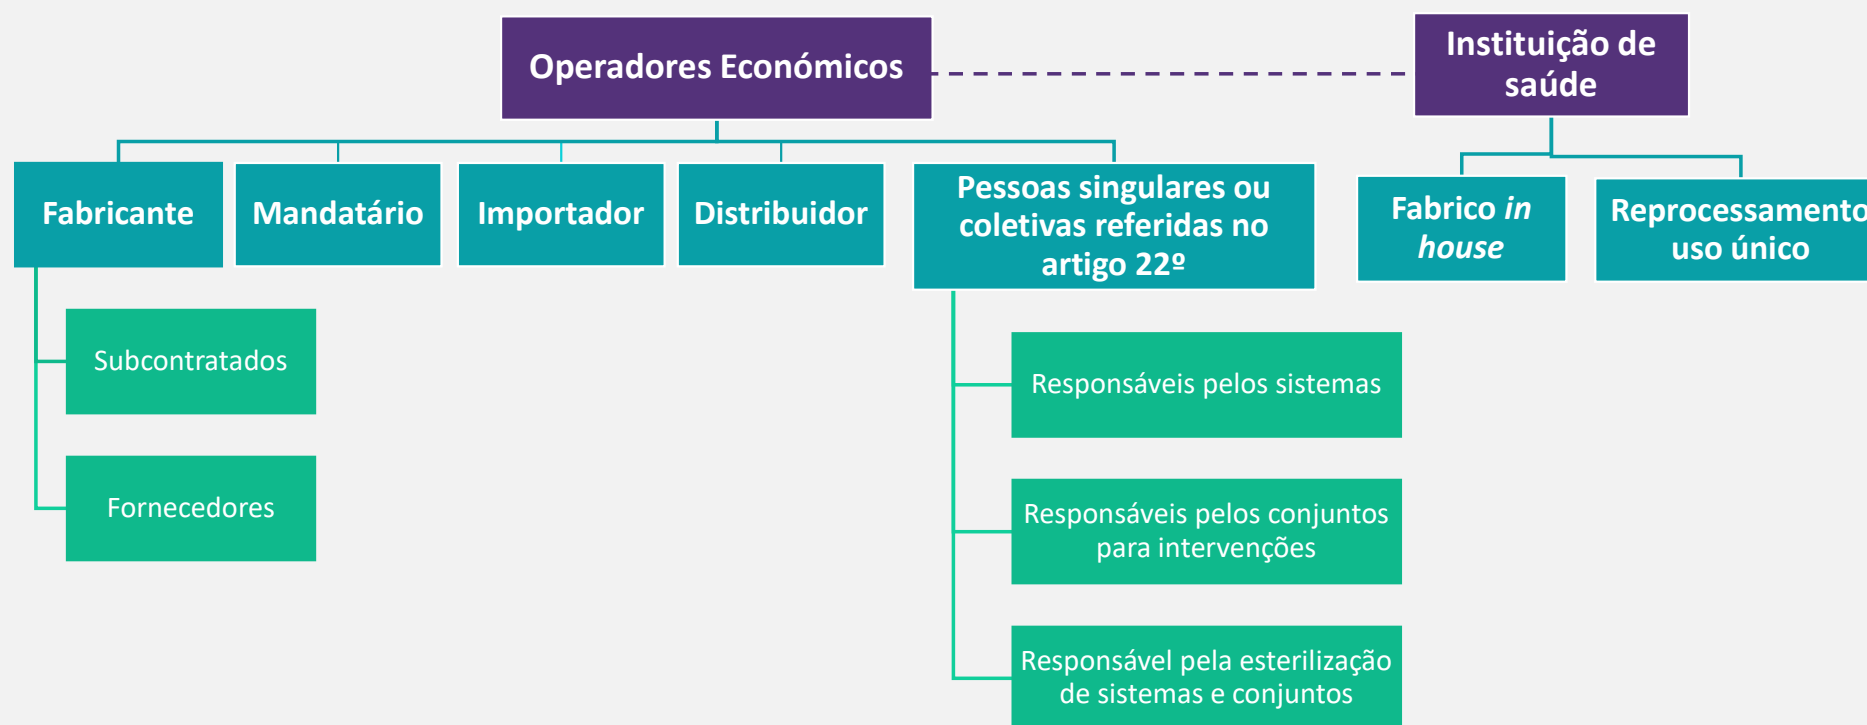 Operadores Económicos
Instituição de
saúde
Fabricante
Mandatário
Importador
Distribuidor
Pessoas singulares ou
coletivas referidas no
artigo 22º
Fabrico in
house
Reprocessamento
uso único
Subcontratados
Fornecedores
Responsáveis pelos sistemas
Responsáveis pelos conjuntos
para intervenções
Responsável pela esterilização
de sistemas e conjuntos